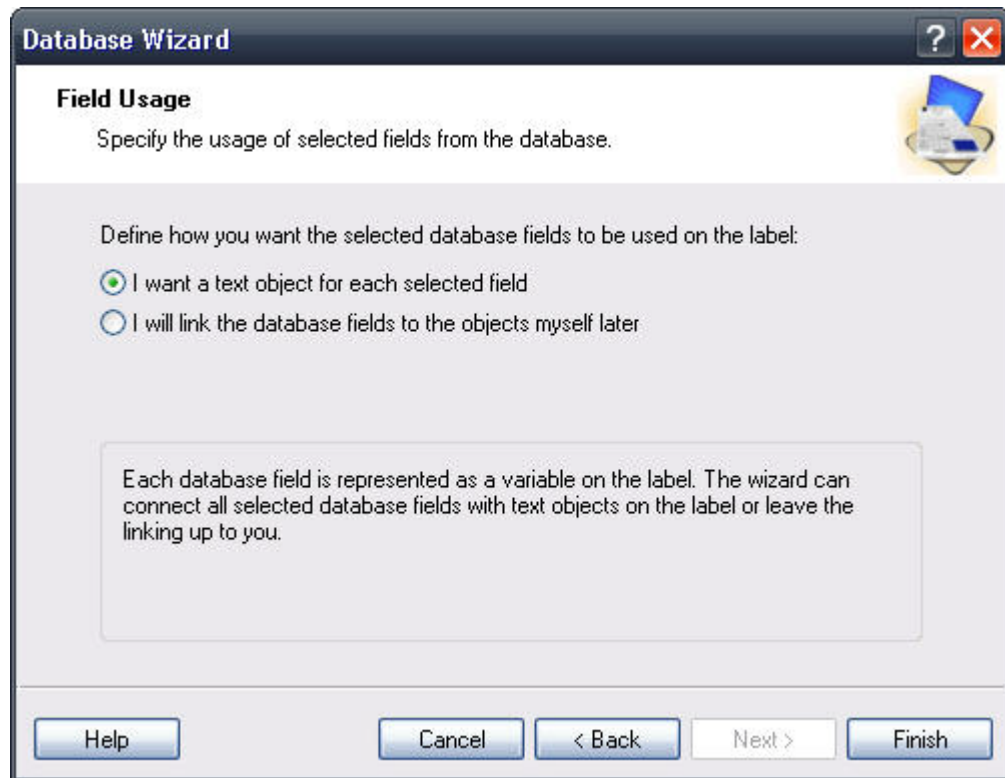 Database Wizard
?
Field Usage
Specify the usage of selected fields from the database.
Define how you want the selected database fields to be used on the label:
I want a text object for each selected field
I will link the database fields to the objects myself later
Each database field is represented as a variable on the label. The wizard can
connect all selected database fields with text objects on the label or leave the
linking up to you.
Help
Cancel
< Back
Next >
Finish